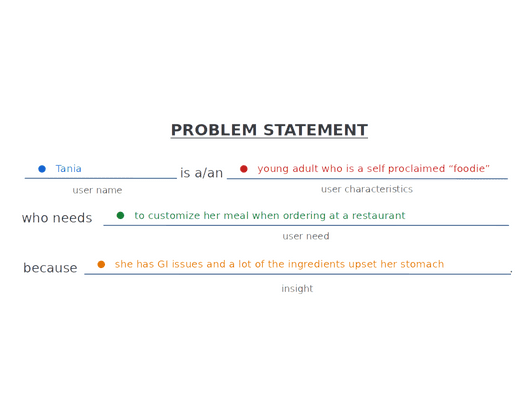 PROBLEM STATEMENT
Tania is a/an young adult who is a self proclaimed “foodie”
user name user characteristics
who needs to customize her meal when ordering at a restaurant
user need
because she has GI issues and a lot of the ingredients upset her stomach.
insight